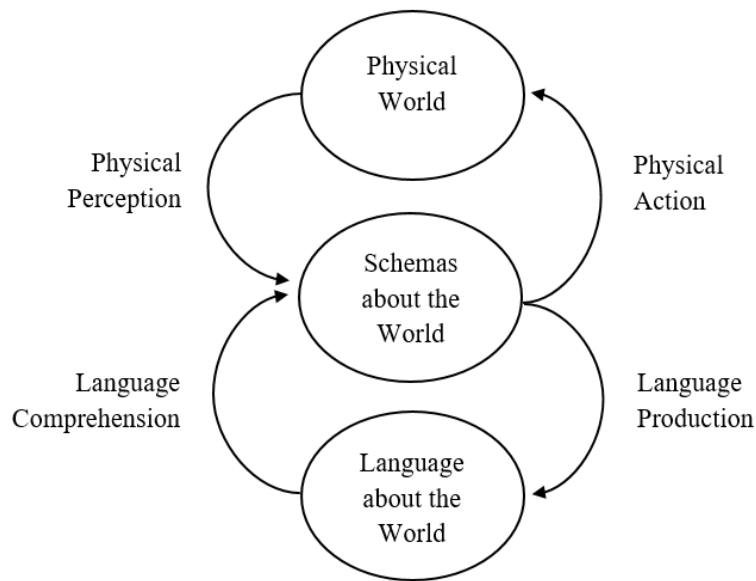 Physical
World
Physical
Perception
Physical
Action
Schemas
about the
World
Language
Comprehension
Language
Production
Language
about the
World